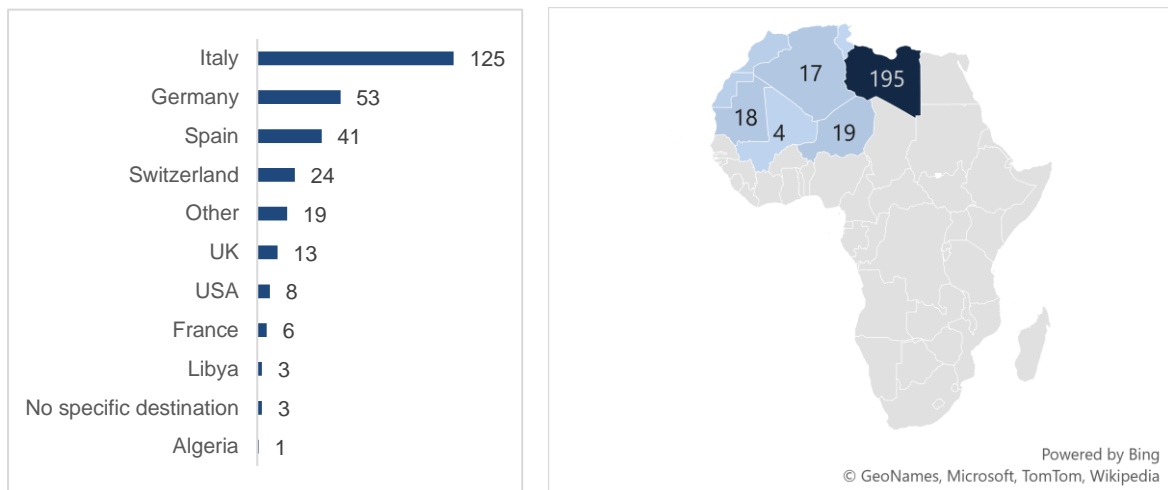 Italy 125
Germany 53
Spain 41
Switzerland 24
Other 19
UK 13
USA 8
France 6
Libya 3
No specific destination 3
Algeria 1
17
195
18
4
19
Powered by Bing
© GeoNames, Microsoft, TomTom, Wikipedia